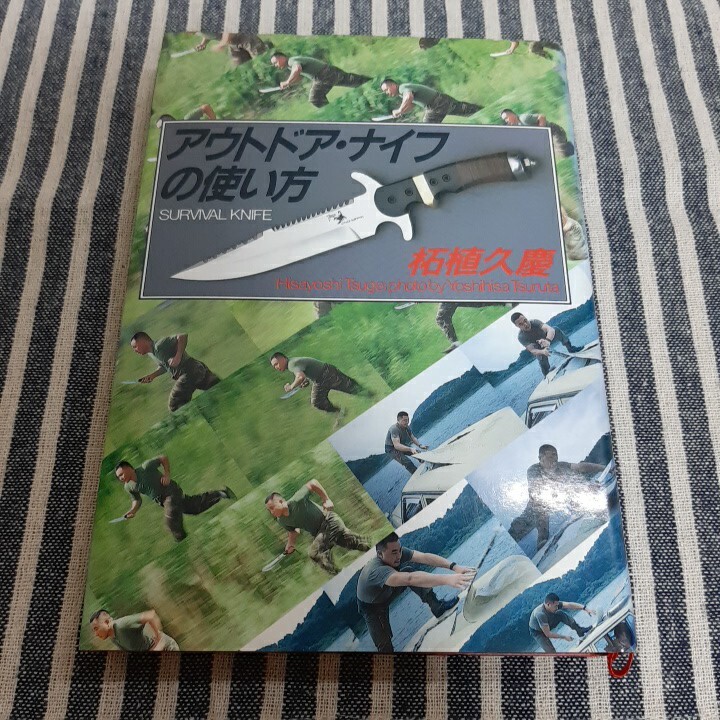 アウトドア・ナイフ
の使い方
SURVIVAL KNIFE
柘植久慶
Hisayoshi Tsuge, photo by Yoshihisa Tsuruta